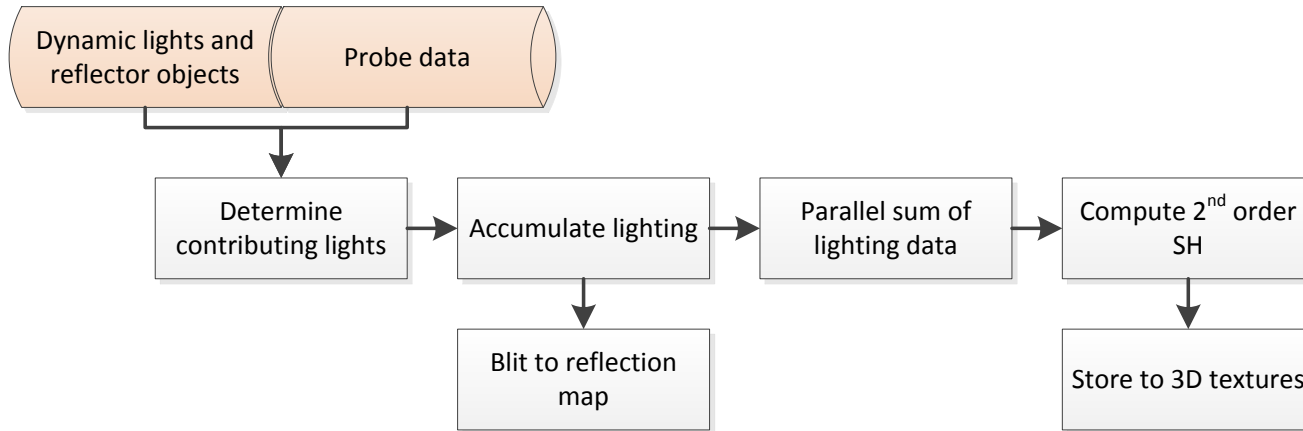 Dynamic lights and
reflector objects
Probe data
Determine
contributing lights
Accumulate lighting
Parallel sum of
lighting data
Compute 2nd order
SH
Blit to reflection
map
Store to 3D textures